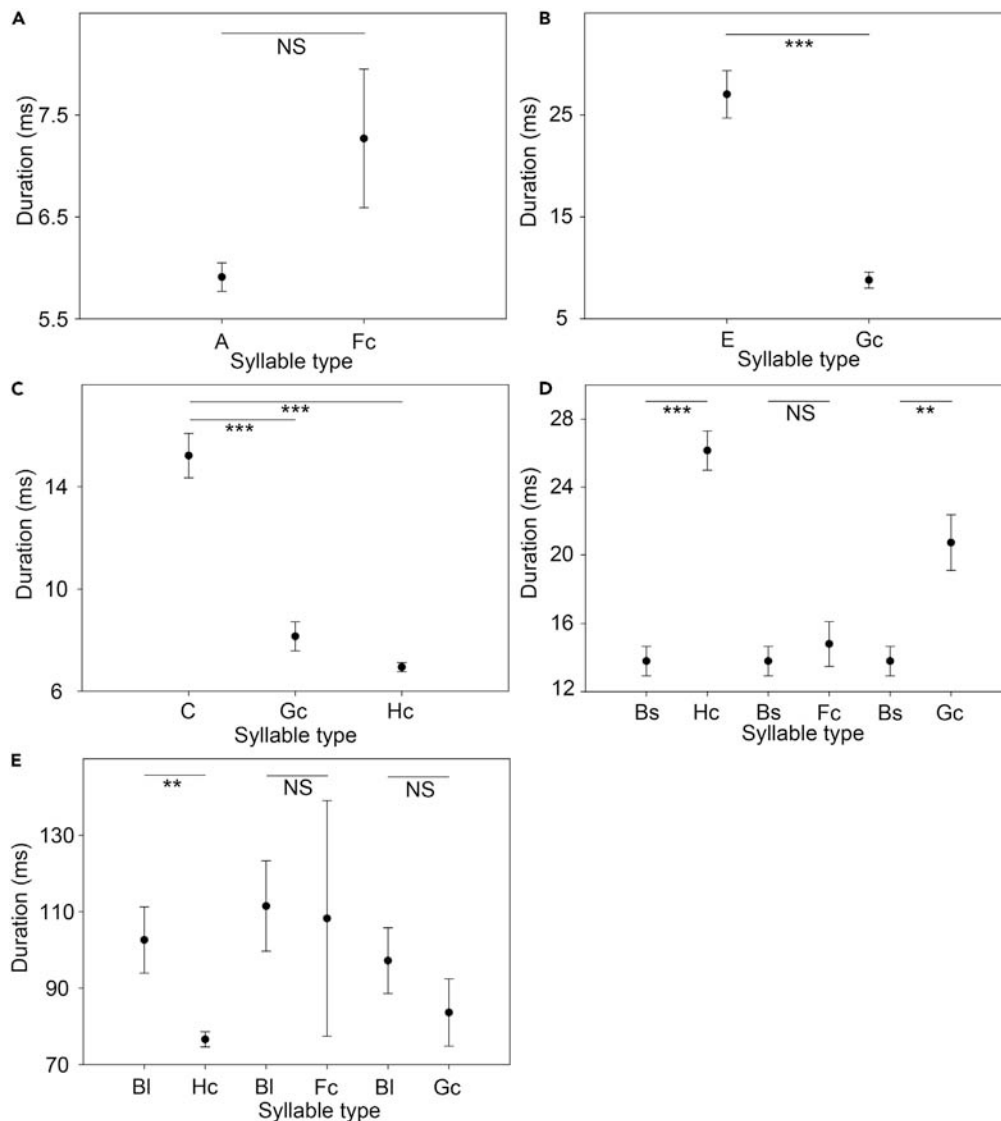 A
NS
Duration (ms)
7.5
6.5
5.5
A Fc
Syllable type
B
***
Duration (ms)
25
15
5
E Gc
Syllable type
C
***
***
Duration (ms)
14
10
6
C Gc Hc
Syllable type
D
*** NS **
Duration (ms)
28
24
20
16
12
Bs Hc Bs Fc Bs Gc
Syllable type
E
** NS NS
Duration (ms)
130
110
90
70
Bl Hc Bl Fc Bl Gc
Syllable type